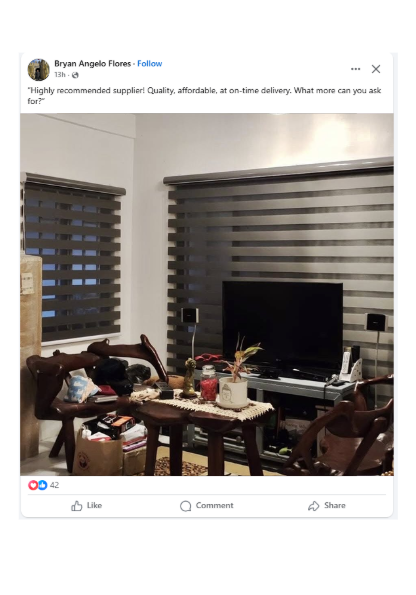 Bryan Angelo Flores · Follow
13h ·
"Highly recommended supplier! Quality, affordable, at on-time delivery. What more can you ask
for?"
42
Like Comment Share